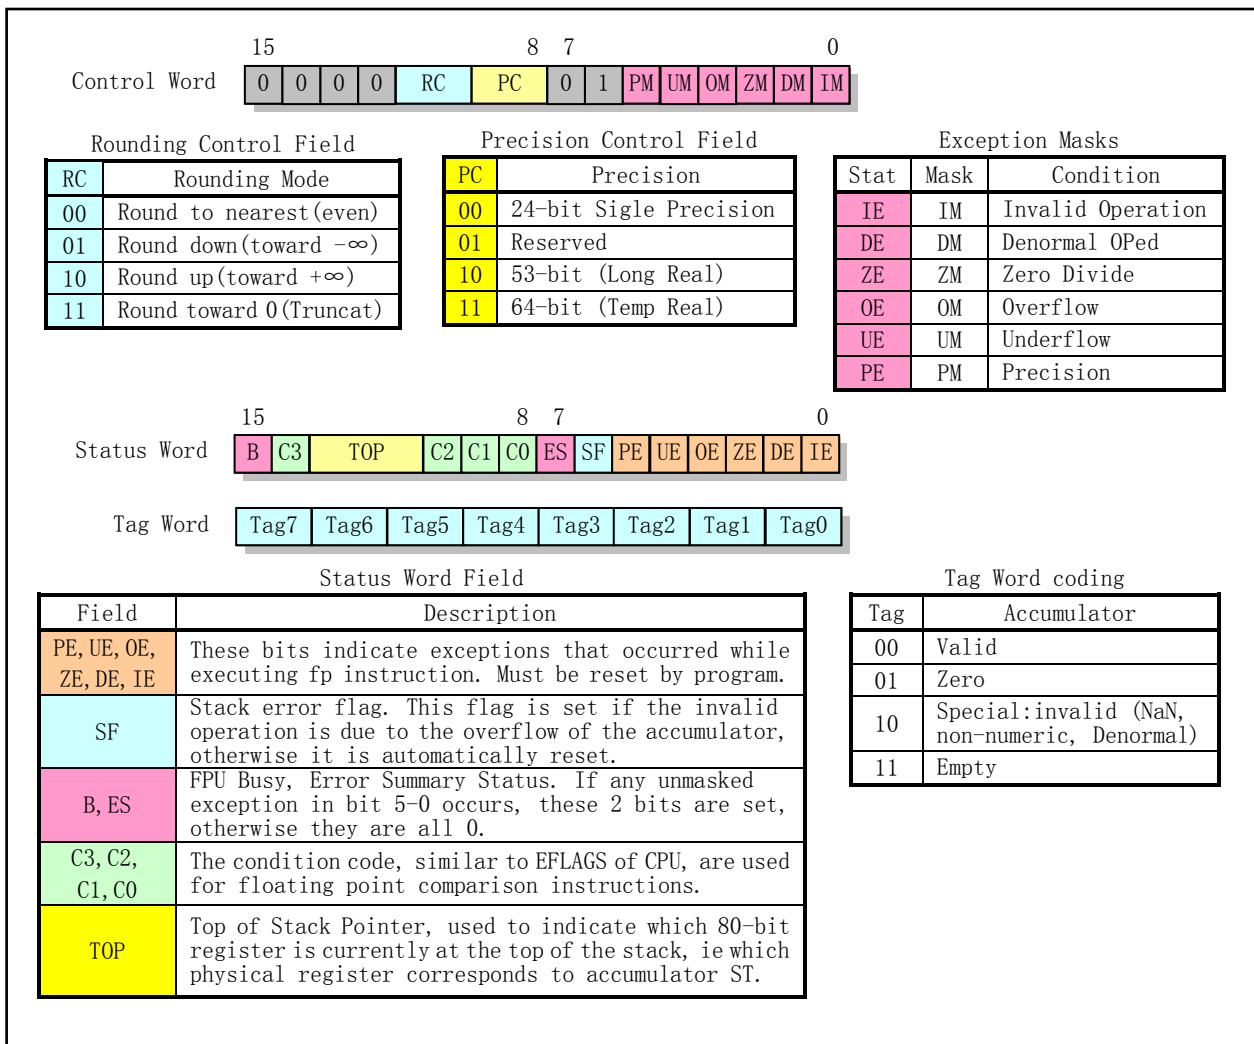 15 8 7 0
Control Word 0 0 0 0 RC PC 0 1 PM UM OM ZM DM IM
Rounding Control Field
RC Rounding Mode
00 Round to nearest(even)
01 Round down(toward -∞)
10 Round up(toward +∞)
11 Round toward 0(Truncat)
Precision Control Field
PC Precision
00 24-bit Sigle Precision
01 Reserved
10 53-bit (Long Real)
11 64-bit (Temp Real)
Exception Masks
Stat Mask Condition
IE IM Invalid Operation
DE DM Denormal OPed
ZE ZM Zero Divide
OE OM Overflow
UE UM Underflow
PE PM Precision
15 8 7 0
Status Word B C3 TOP C2 C1 C0 ES SF PE UE OE ZE DE IE
Tag Word Tag7 Tag6 Tag5 Tag4 Tag3 Tag2 Tag1 Tag0
Status Word Field
Field Description
PE, UE, OE,
ZE, DE, IE
These bits indicate exceptions that occurred while
executing fp instruction. Must be reset by program.
SF
Stack error flag. This flag is set if the invalid
operation is due to the overflow of the accumulator,
otherwise it is automatically reset.
B, ES
FPU Busy, Error Summary Status. If any unmasked
exception in bit 5-0 occurs, these 2 bits are set,
otherwise they are all 0.
C3, C2,
C1, C0
The condition code, similar to EFLAGS of CPU, are used
for floating point comparison instructions.
TOP
Top of Stack Pointer, used to indicate which 80-bit
register is currently at the top of the stack, ie which
physical register corresponds to accumulator ST.
Tag Word coding
Tag Accumulator
00 Valid
01 Zero
10 Special:invalid (NaN,
non-numeric, Denormal)
11 Empty